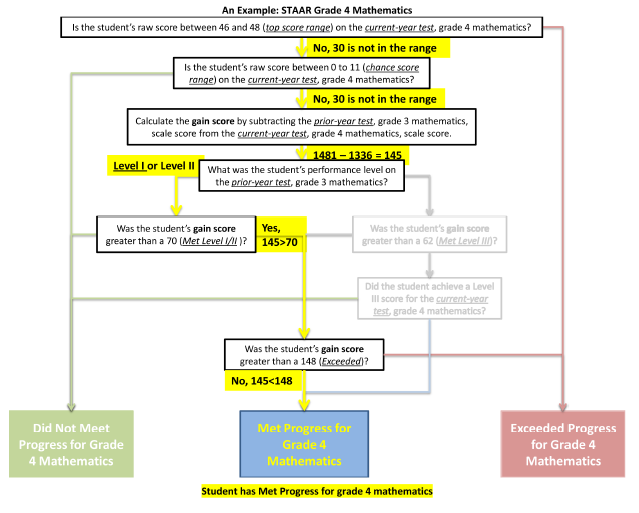 An Example: STAAR Grade 4 Mathematics
Is the student's raw score between 46 and 48 (top score range) on the current-year test, grade 4 mathematics?
No, 30 is not in the range
Is the student's raw score between 0 to 11 (chance score
range) on the current-year test, grade 4 mathematics?
No, 30 is not in the range
Calculate the gain score by subtracting the prior-year test, grade 3 mathematics,
scale score from the current-year test, grade 4 mathematics, scale score.
1481 – 1336 = 145
Level I or Level II
What was the student's performance level on
the prior-year test, grade 3 mathematics?
Was the student's gain score
greater than a 70 (Met Level I/II )?
Yes,
145>70
Was the student's gain score
greater than a 62 (Met Level III)?
Did the student achieve a Level
III score for the current-year
test, grade 4 mathematics?
Was the student's gain score
greater than a 148 (Exceeded)?
No, 145<148
Did Not Meet
Progress for Grade
4 Mathematics
Met Progress for
Grade 4
Mathematics
Exceeded Progress
for Grade 4
Mathematics
Student has Met Progress for grade 4 mathematics